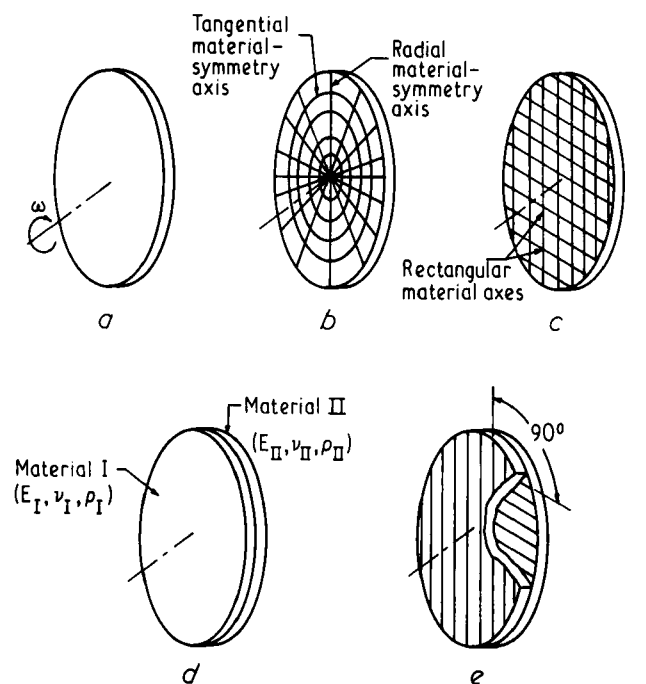 Tangential
material-
symmetry
axis
Radial
material-
symmetry
axis
ω
Rectangular
material axes
a
b
c
Material II
(E_II, ν_II, ρ_II)
Material I
(E_I, ν_I, ρ_I)
90°
d
e